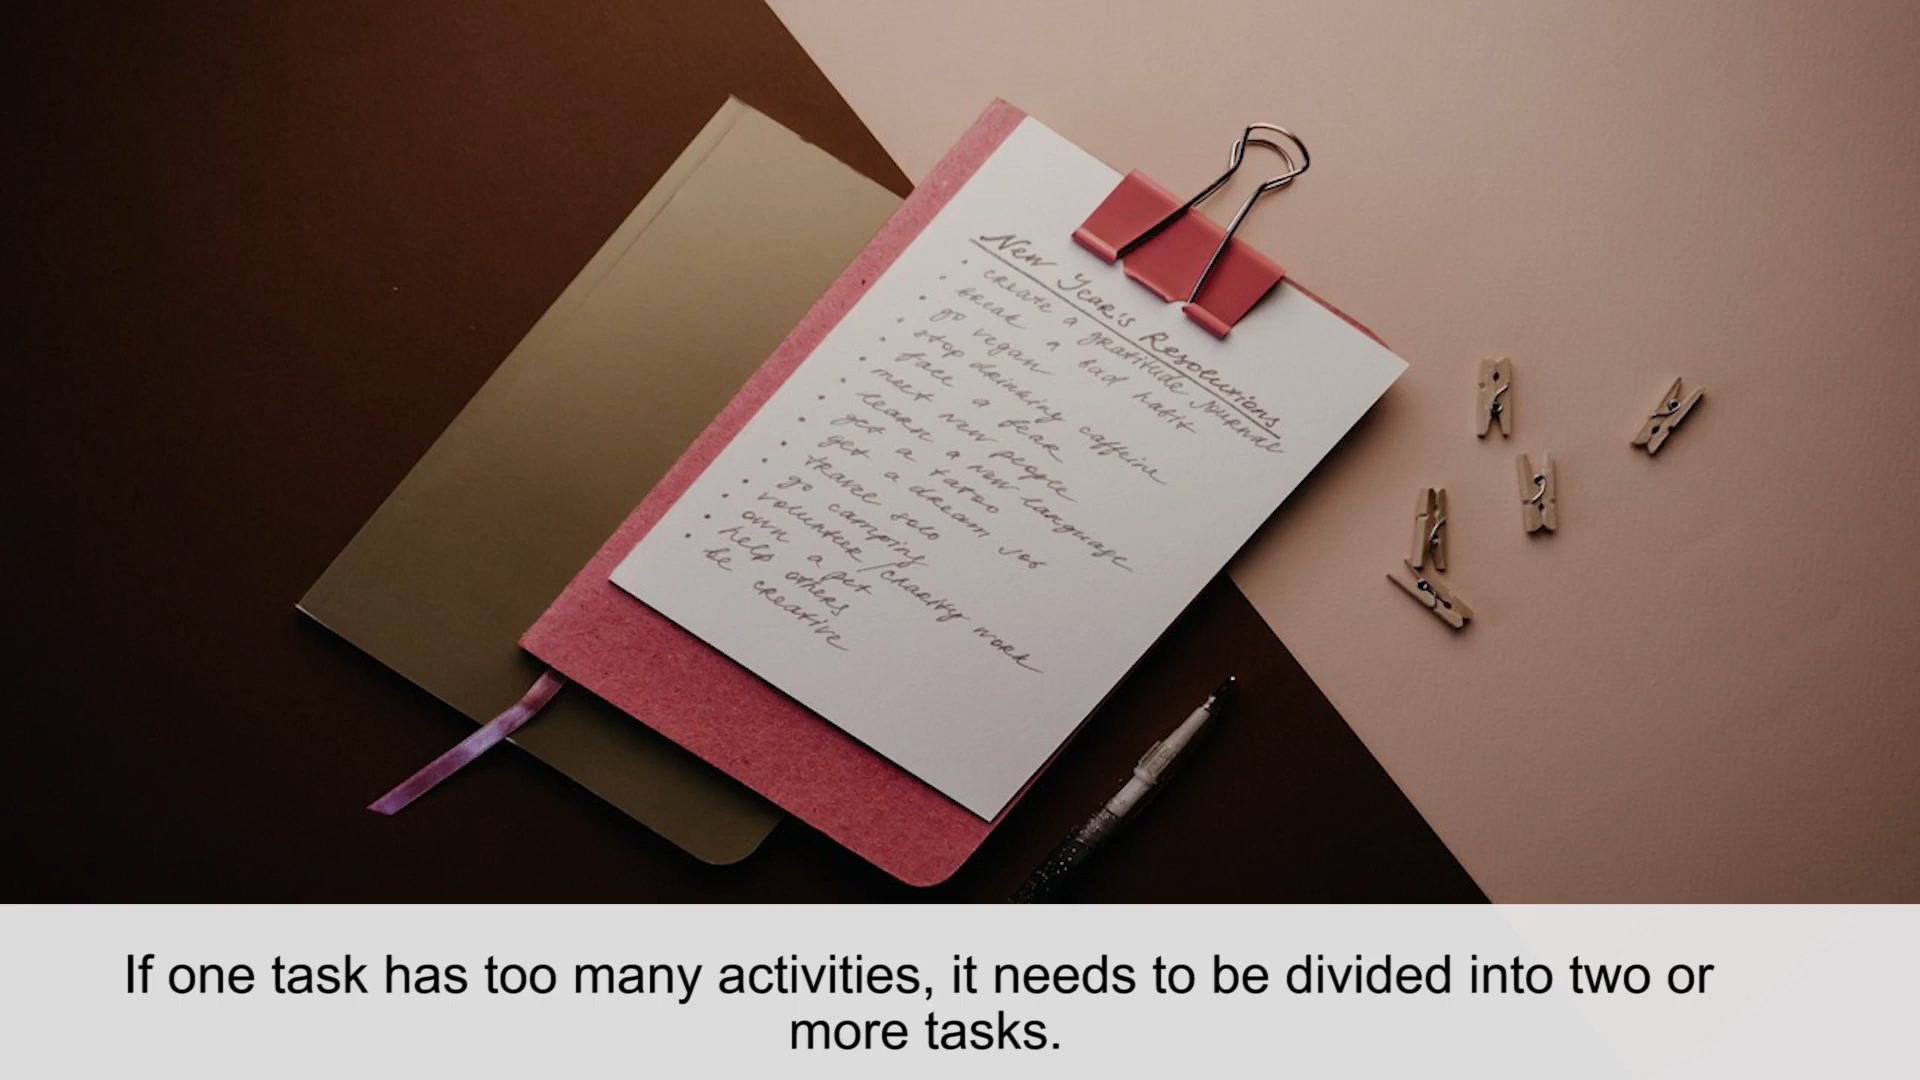 New Year's Resolutions
create a gratitude journal
break a bad habit
go vegan
stop drinking caffeine
face a fear
meet new people
learn a new language
get a tatoo
get a dream job
travel solo
go camping
volunteer/charity work
own a pet
help others
be creative
If one task has too many activities, it needs to be divided into two or
more tasks.